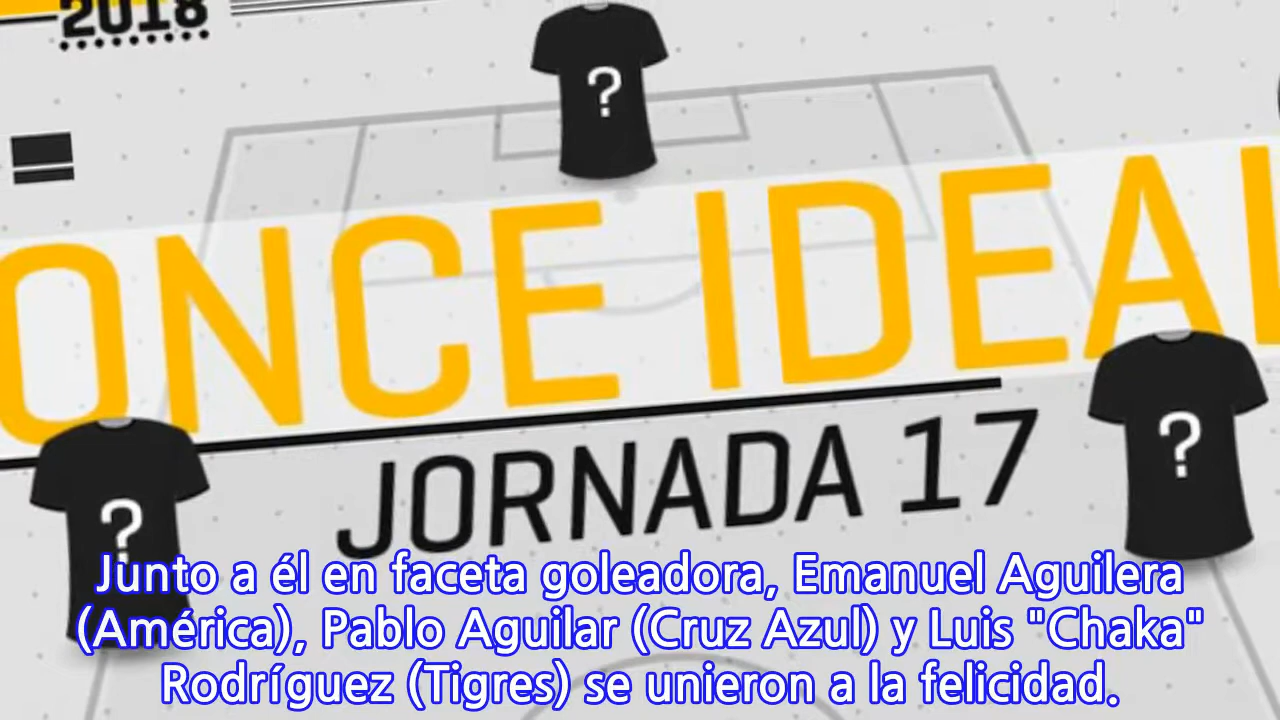 2018
?
ONCE IDEAL
JORNADA 17
?
?
Junto a él en faceta goleadora, Emanuel Aguilera
(América), Pablo Aguilar (Cruz Azul) y Luis "Chaka"
Rodríguez (Tigres) se unieron a la felicidad.